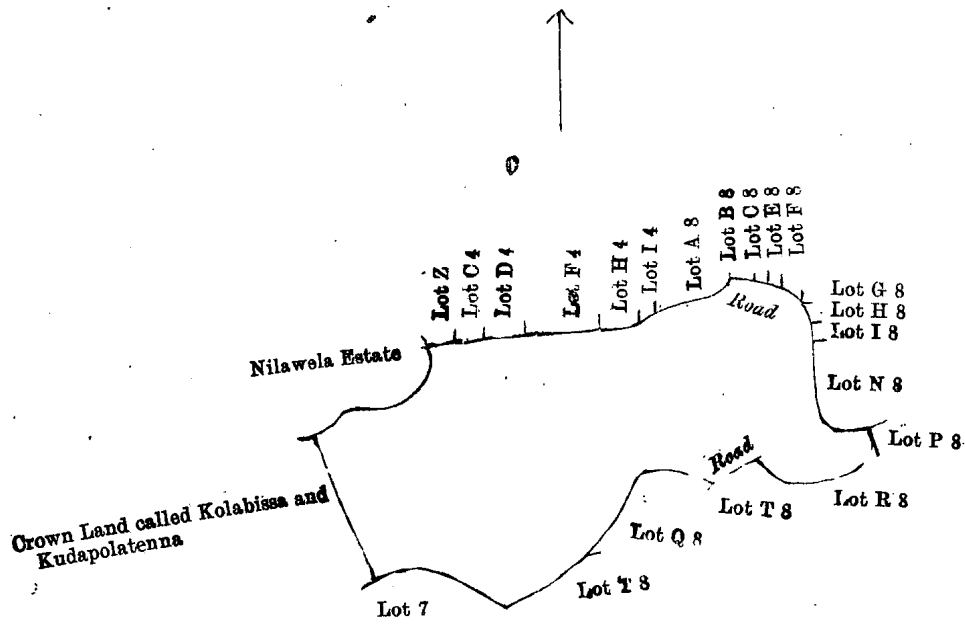 Lot Z
Lot C 4
Lot D 4
Lot F 4
Lot H 4
Lot I 4
Lot A 8
Lot B 8
Lot C 8
Lot E 8
Lot F 8
Road
Lot G 8
Lot H 8
Lot I 8
Nilawela Estate
Lot N 8
Lot P 8
Road
Lot R 8
Lot T 8
Crown Land called Kolabissa and
Kudapolatenna
Lot Q 8
Lot T 8
Lot 7